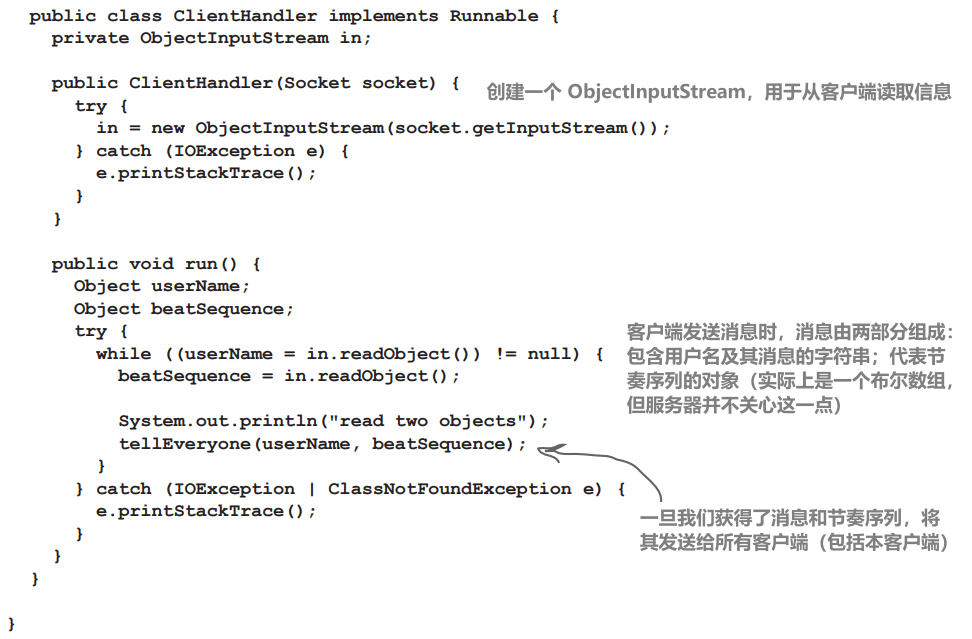 public class ClientHandler implements Runnable {
private ObjectInputStream in;
public ClientHandler(Socket socket) {
创建一个 ObjectInputStream，用于从客户端读取信息
try {
in = new ObjectInputStream(socket.getInputStream());
} catch (IOException e) {
e.printStackTrace();
}
}
public void run() {
Object userName;
Object beatSequence;
try {
while ((userName = in.readObject()) != null) {
beatSequence = in.readObject();
客户端发送消息时，消息由两部分组成：
包含用户名及其消息的字符串；代表节
奏序列的对象（实际上是一个布尔数组，
但服务器并不关心这一点）
System.out.println("read two objects");
tellEveryone(userName, beatSequence);
}
} catch (IOException | ClassNotFoundException e) {
e.printStackTrace();
一旦我们获得了消息和节奏序列，将
其发送给所有客户端（包括本客户端）
}
}
}
}